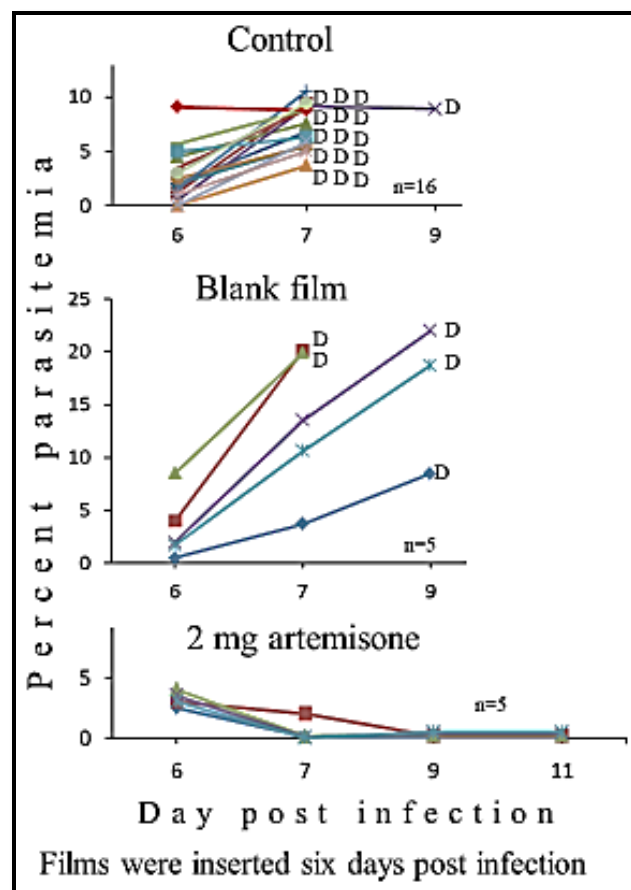 Control
10
D D D
D
D D D
5
D D D
D D D
D D D
n=16
0
6 7 9
Blank film
25
20
15
10
5
0
D
D
D
D
D
n=5
6 7 9
2 mg artemisone
5
n=5
0
6 7 9 11
Percent parasitemia
Day post infection
Films were inserted six days post infection